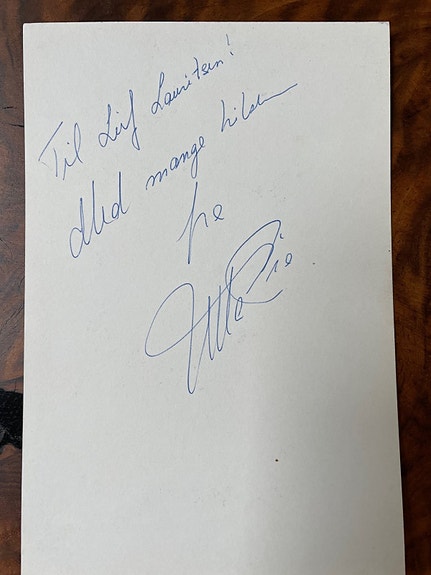 Til Leif Lauritsen!
Med mange hilsen
fra